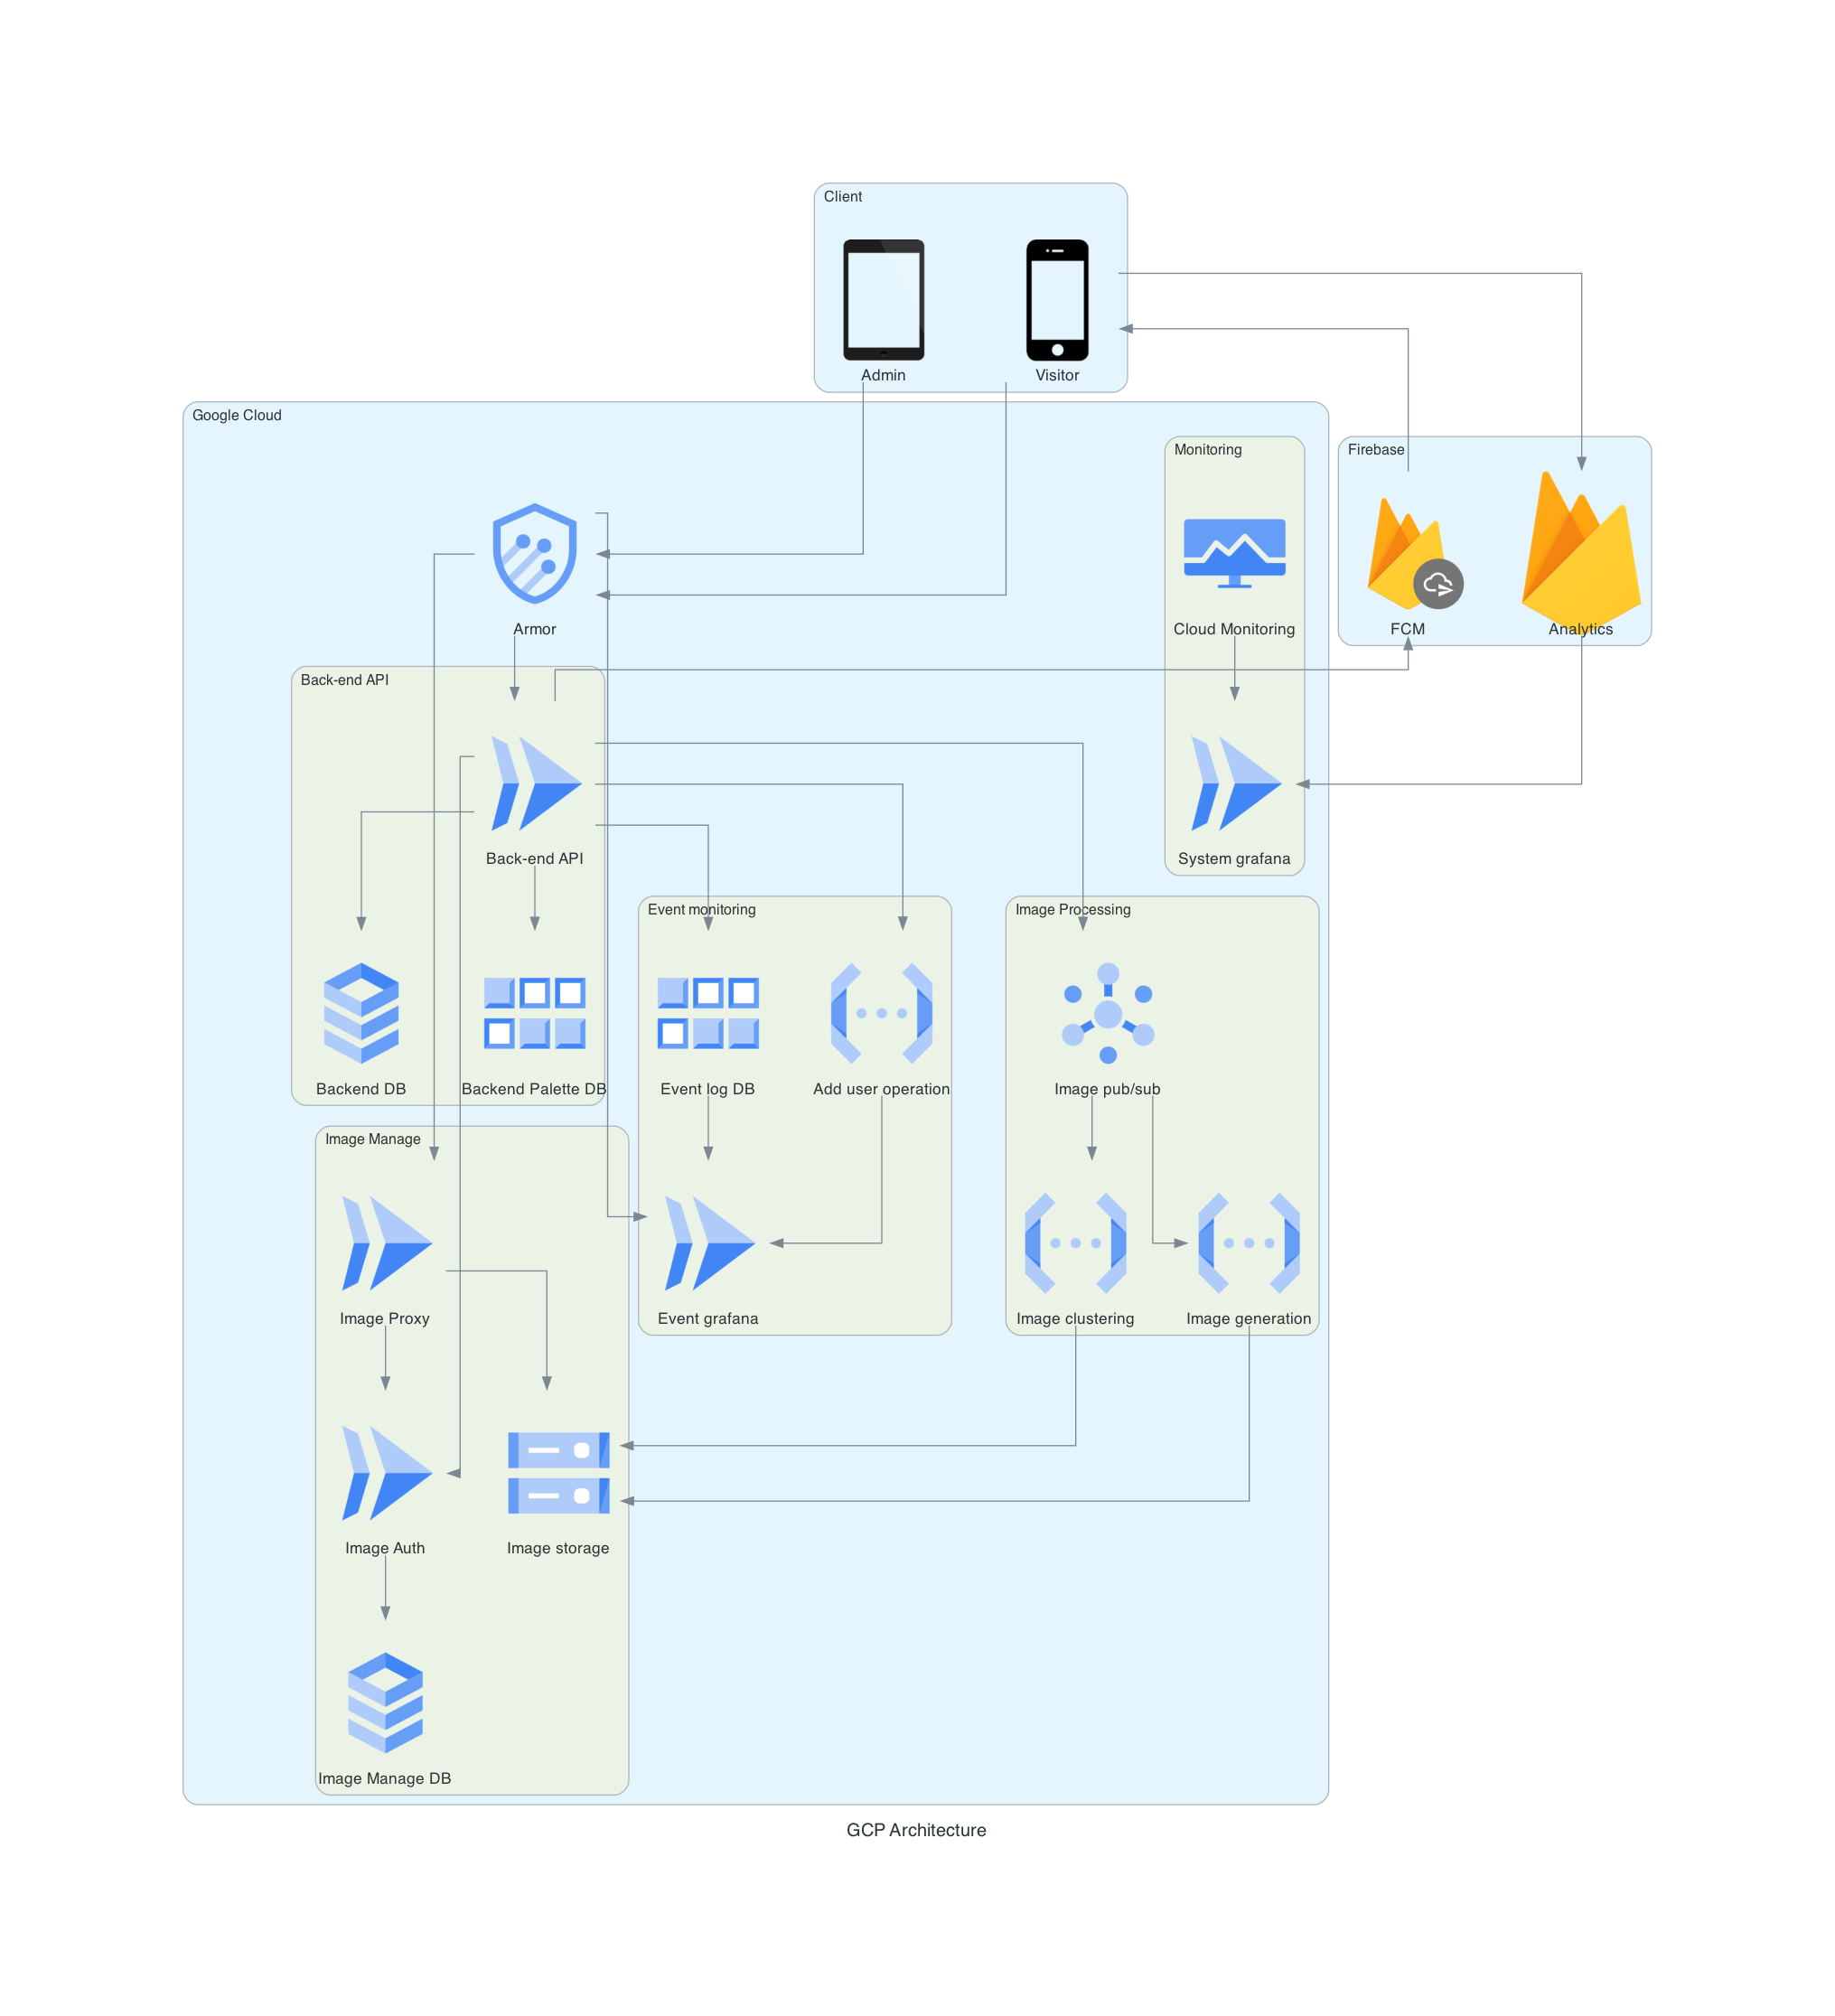 Client
Admin
Visitor
Google Cloud
Monitoring
Firebase
Armor
Cloud Monitoring
FCM
Analytics
Back-end API
Back-end API
System grafana
Event monitoring
Image Processing
Backend DB
Backend Palette DB
Event log DB
Add user operation
Image pub/sub
Image Manage
Image Proxy
Event grafana
Image clustering
Image generation
Image Auth
Image storage
Image Manage DB
GCP Architecture